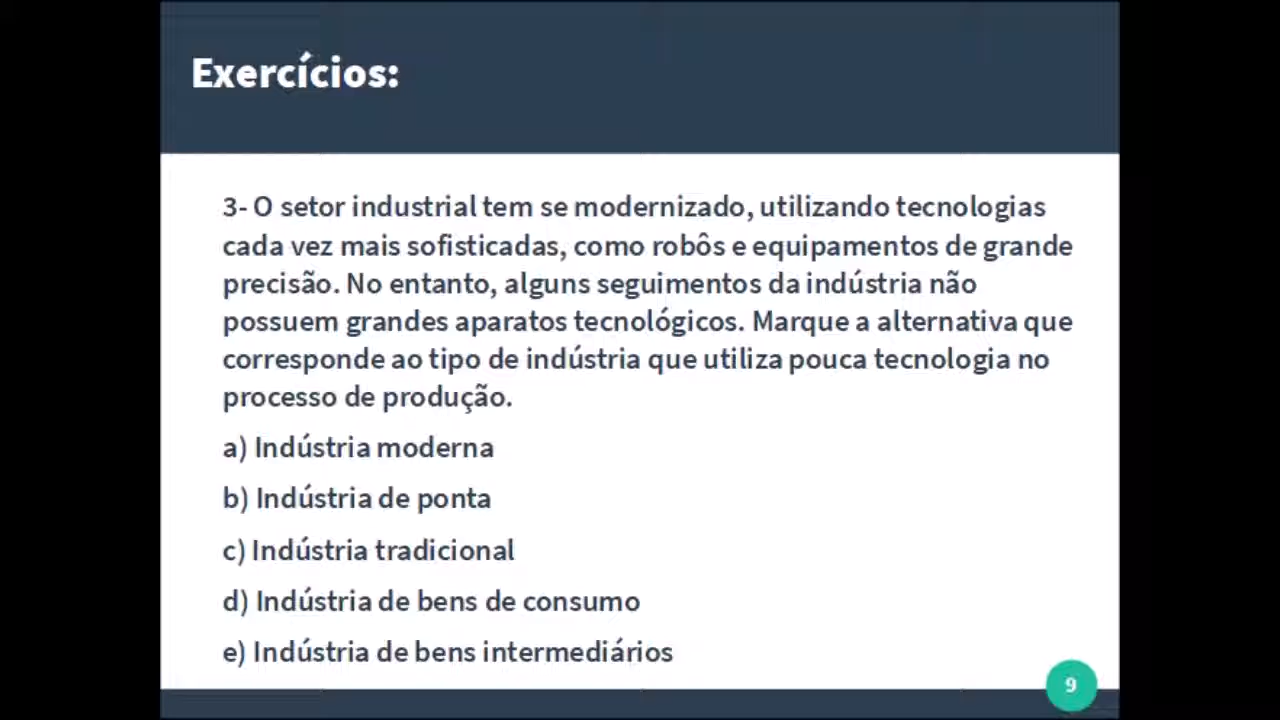 Exercícios:
3- O setor industrial tem se modernizado, utilizando tecnologias
cada vez mais sofisticadas, como robôs e equipamentos de grande
precisão. No entanto, alguns seguimentos da indústria não
possuem grandes aparatos tecnológicos. Marque a alternativa que
corresponde ao tipo de indústria que utiliza pouca tecnologia no
processo de produção.
a) Indústria moderna
b) Indústria de ponta
c) Indústria tradicional
d) Indústria de bens de consumo
e) Indústria de bens intermediários
9